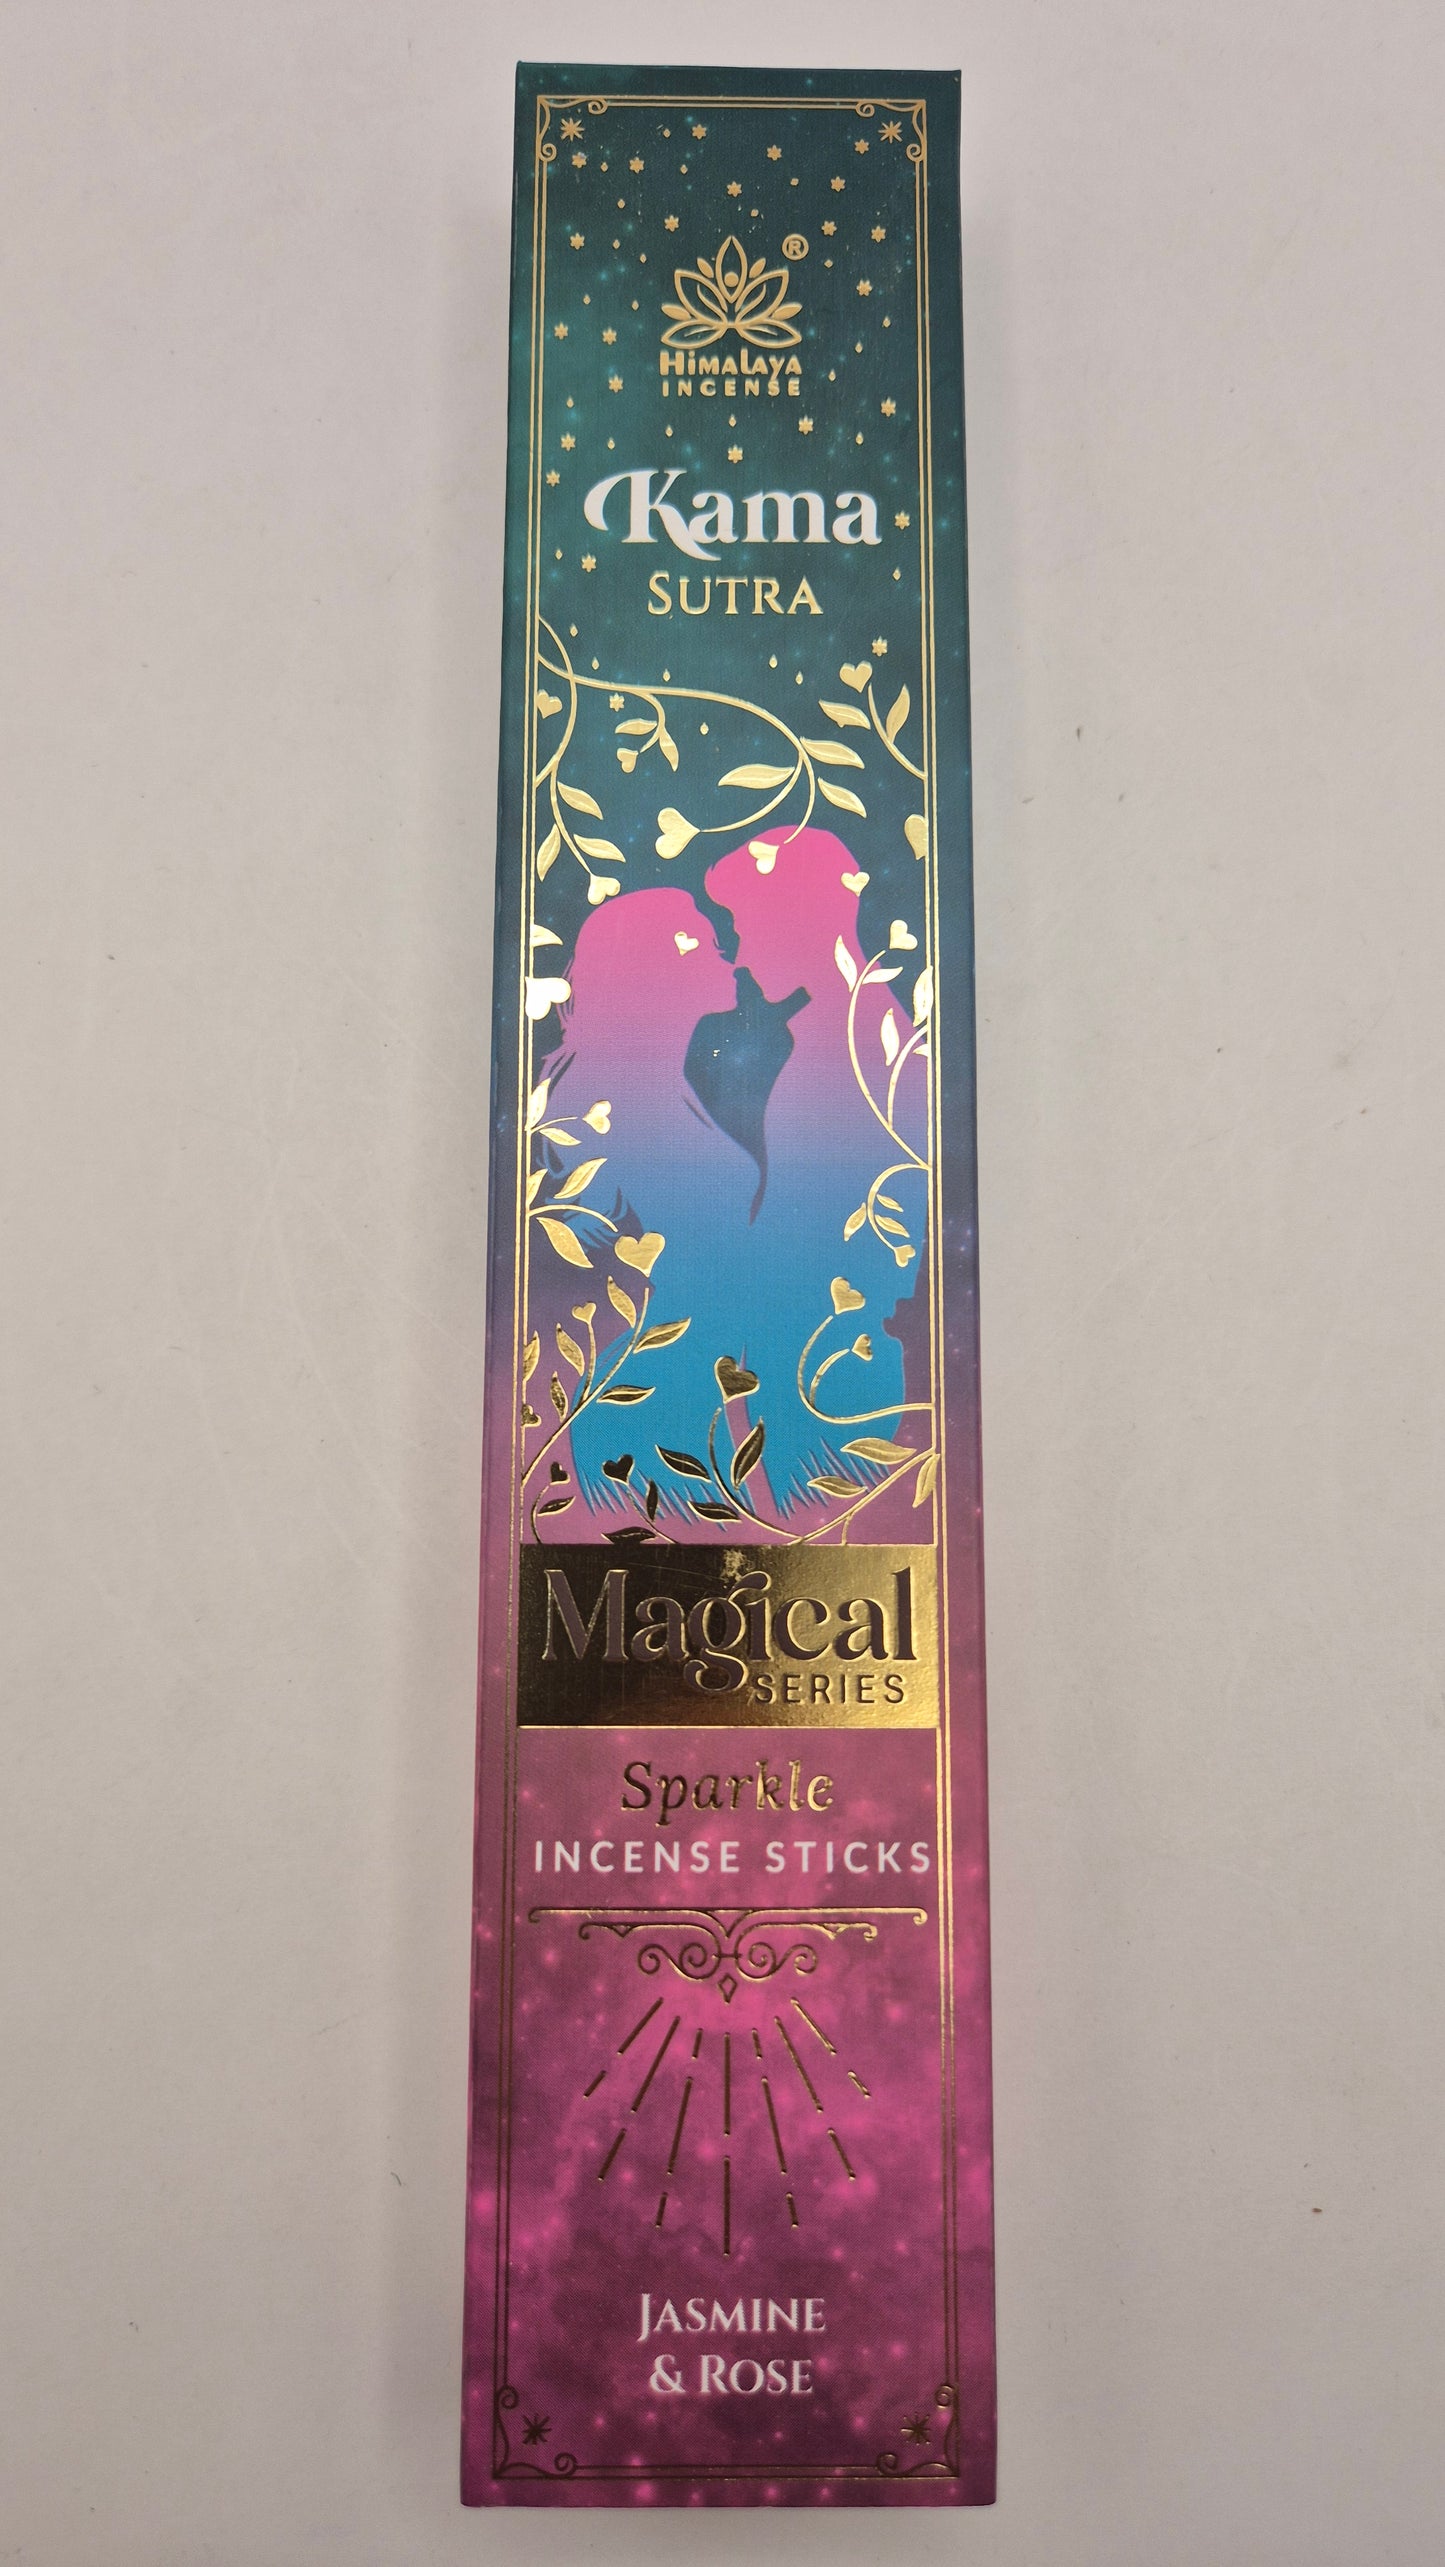 ®
HimaLaya
INCENSE
Kama
SUTRA
Magical
SERIES
Sparkle
INCENSE STICKS
JASMINE
& ROSE